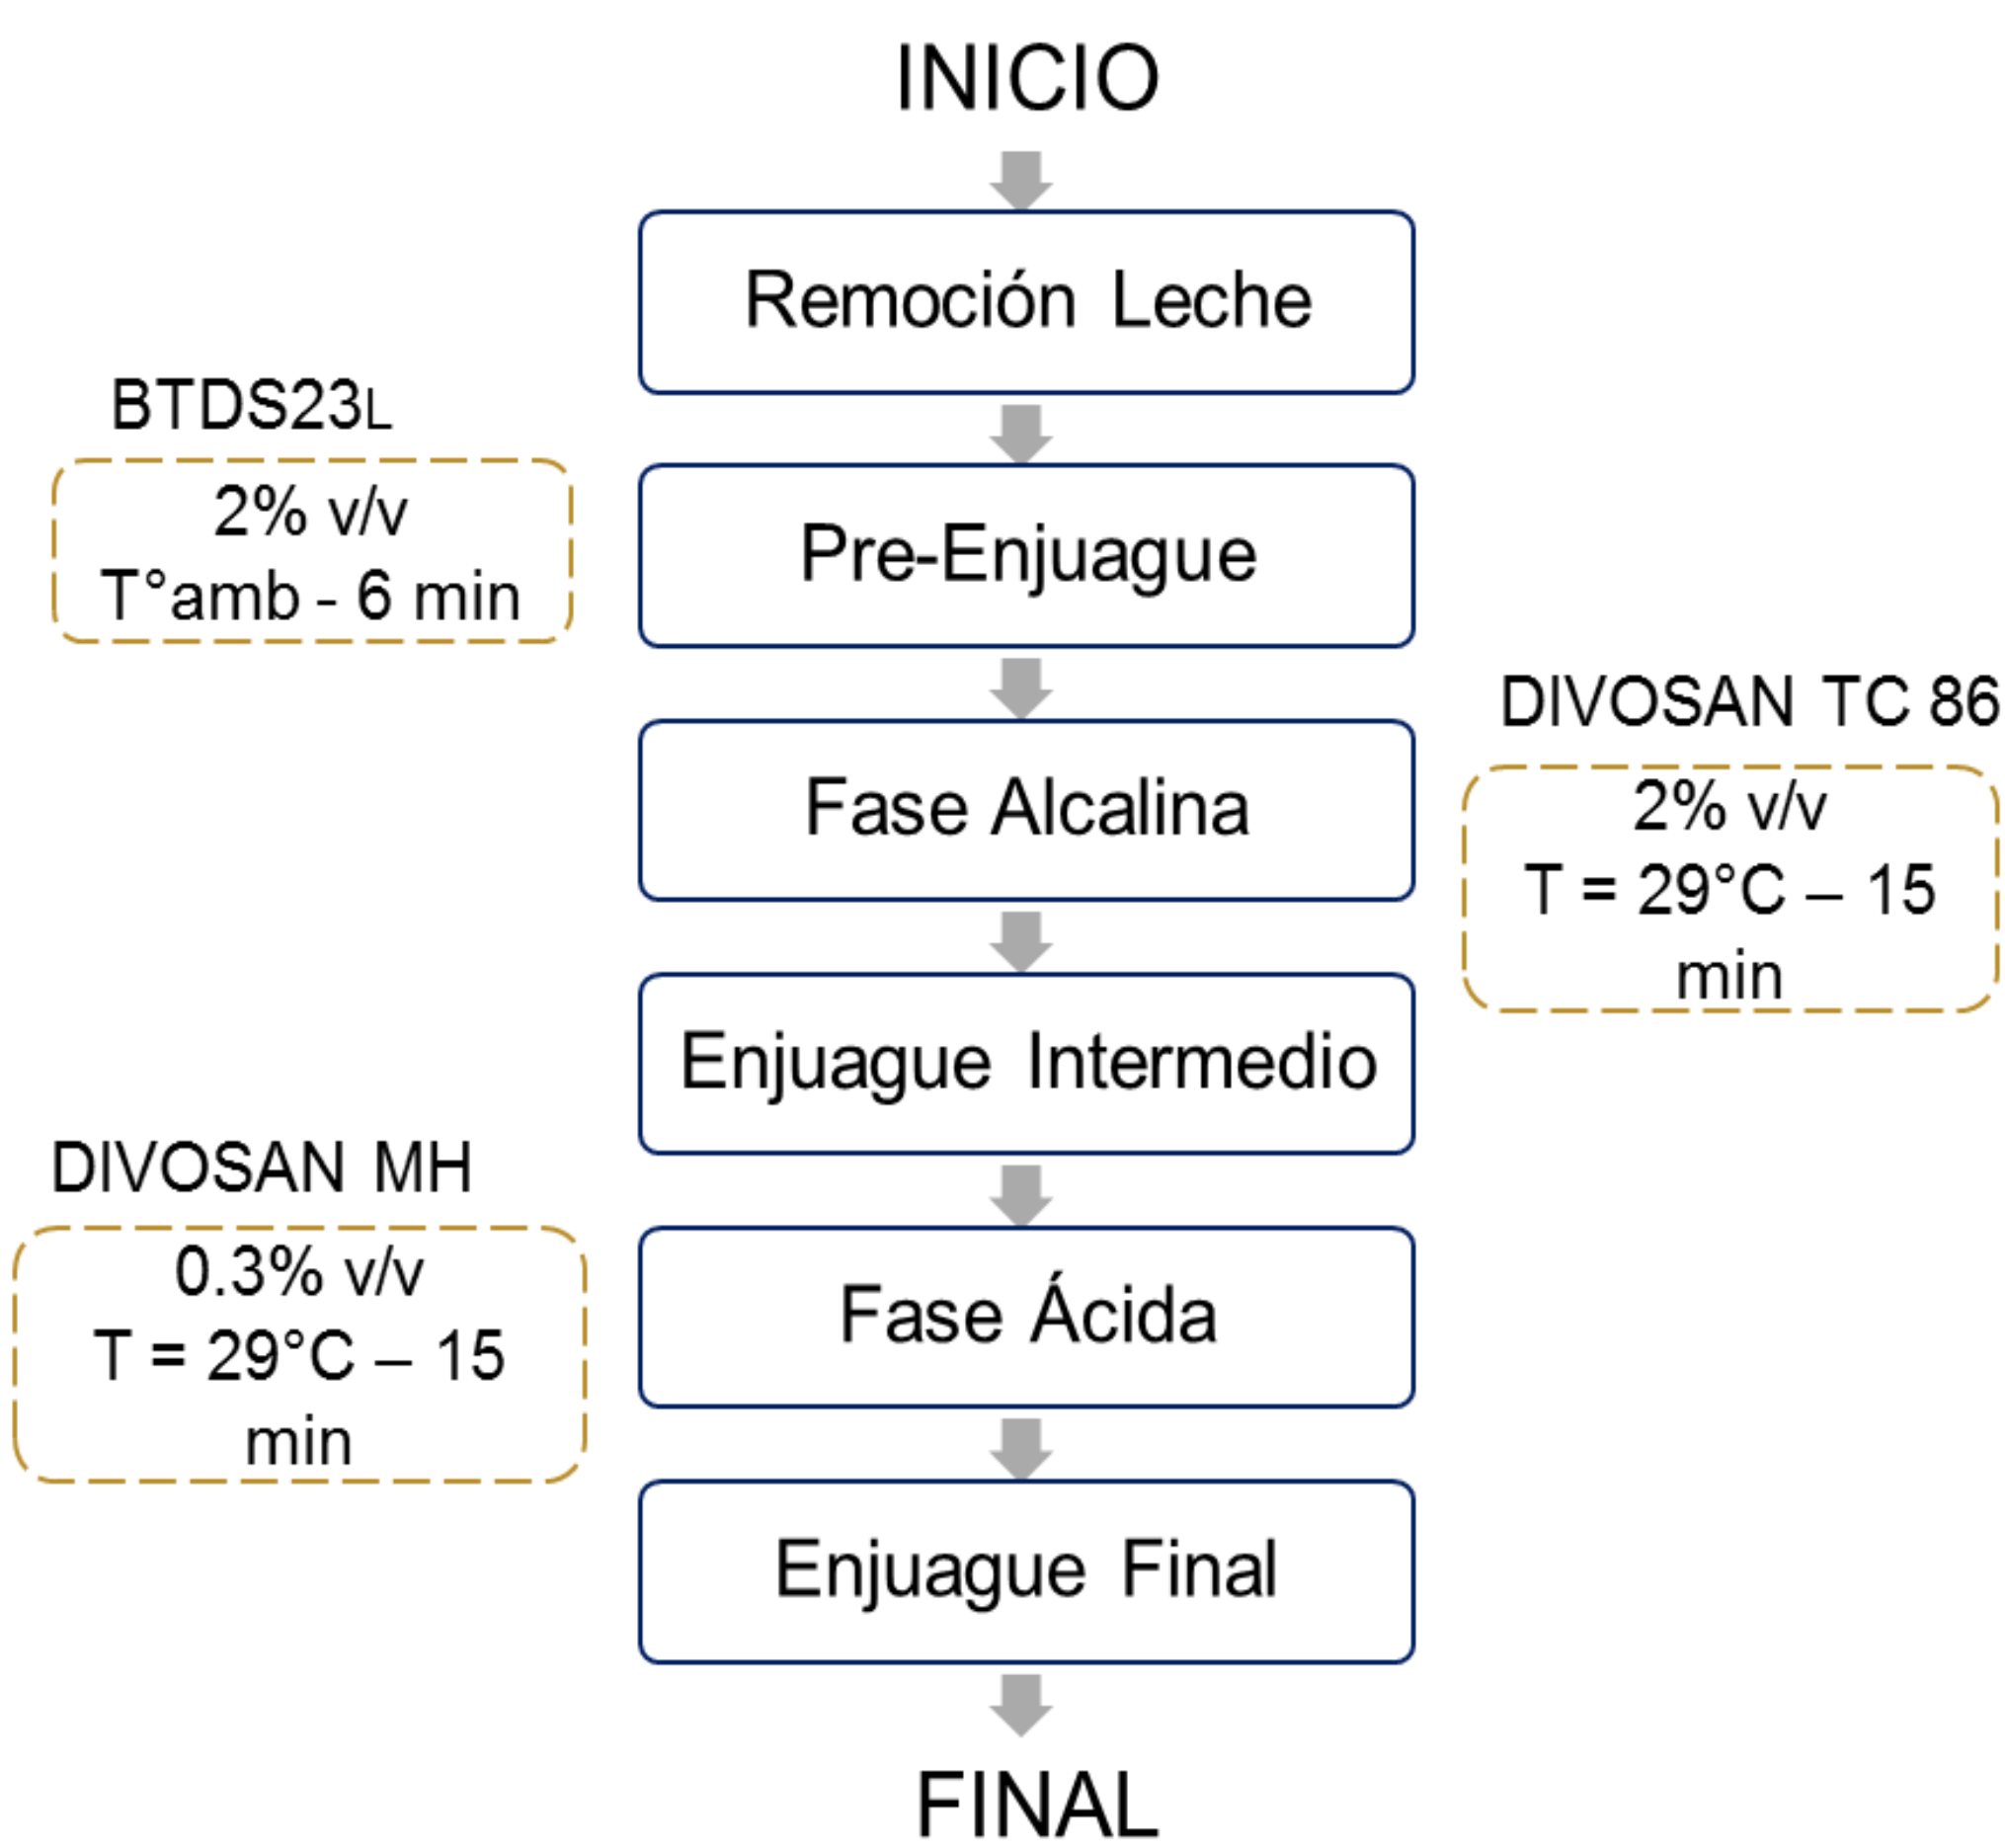 INICIO
Remoción Leche
BTDS23L
2% v/v
T°amb - 6 min
Pre-Enjuague
DIVOSAN TC 86
2% v/v
T = 29°C – 15
min
Fase Alcalina
Enjuague Intermedio
DIVOSAN MH
0.3% v/v
T = 29°C – 15
min
Fase Ácida
Enjuague Final
FINAL